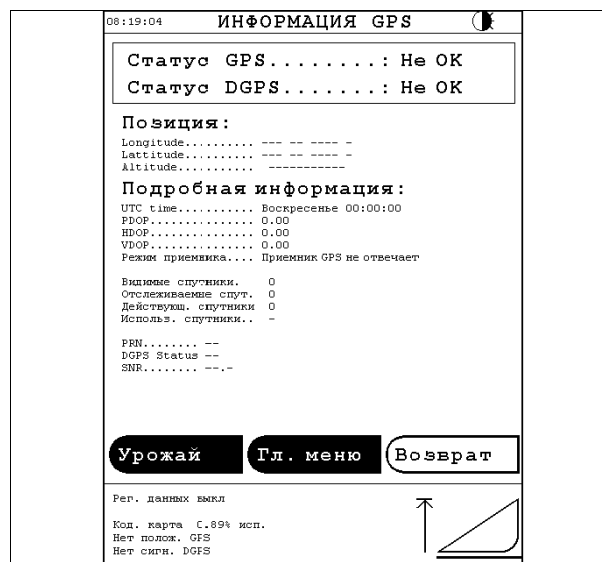 08:19:04 ИНФОРМАЦИЯ GPS
Статус GPS........: Не ОК
Статус DGPS.......: Не ОК
Позиция:
Longitude.......... --- -- ---- -
Lattitude.......... --- -- ---- -
Altitude........... -----------
Подробная информация:
UTC time........... Воскресенье 00:00:00
PDOP............... 0.00
HDOP............... 0.00
VDOP............... 0.00
Режим приемника.... Приемник GPS не отвечает
Видимые спутники. 0
Отслеживаемые спут. 0
Действующ. спутники 0
Использ. спутники.. -
PRN........ --
DGPS Status --
SNR........ --.-
Урожай Гл. меню Возврат
Рег. данных выкл
Код. карта 0.89% исп.
Нет полож. GPS
Нет сигн. DGPS